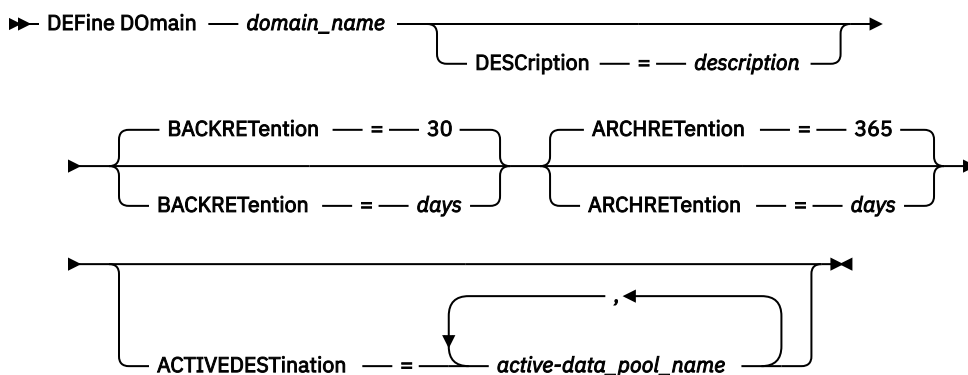 DEFine DOmain — domain_name
DESCription — = — description
BACKRETention — = — 30
ARCHRETention — = — 365
BACKRETention — = — days
ARCHRETention — = — days
,
ACTIVEDESTination — = — active-data_pool_name